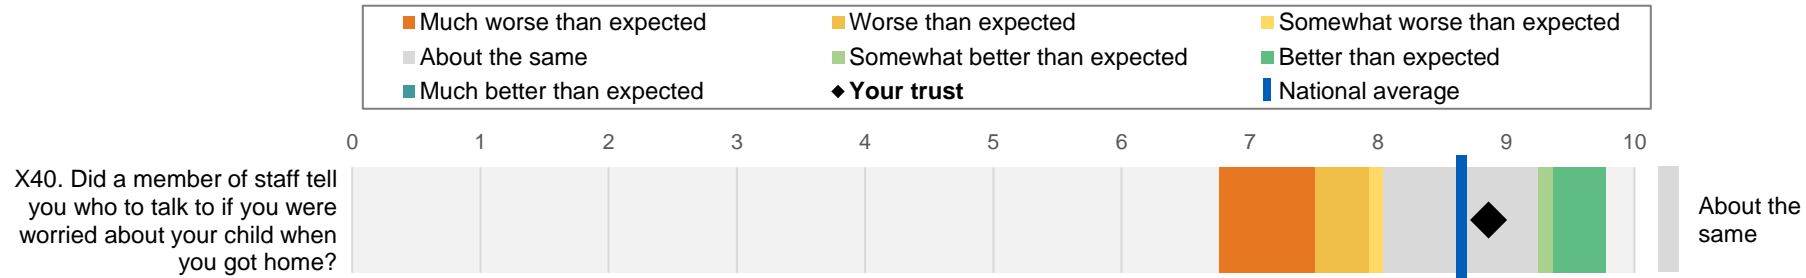 Much worse than expected
Worse than expected
Somewhat worse than expected
About the same
Somewhat better than expected
Better than expected
Much better than expected
Your trust
National average
0 1 2 3 4 5 6 7 8 9 10
X40. Did a member of staff tell
you who to talk to if you were
worried about your child when
you got home?
About the
same